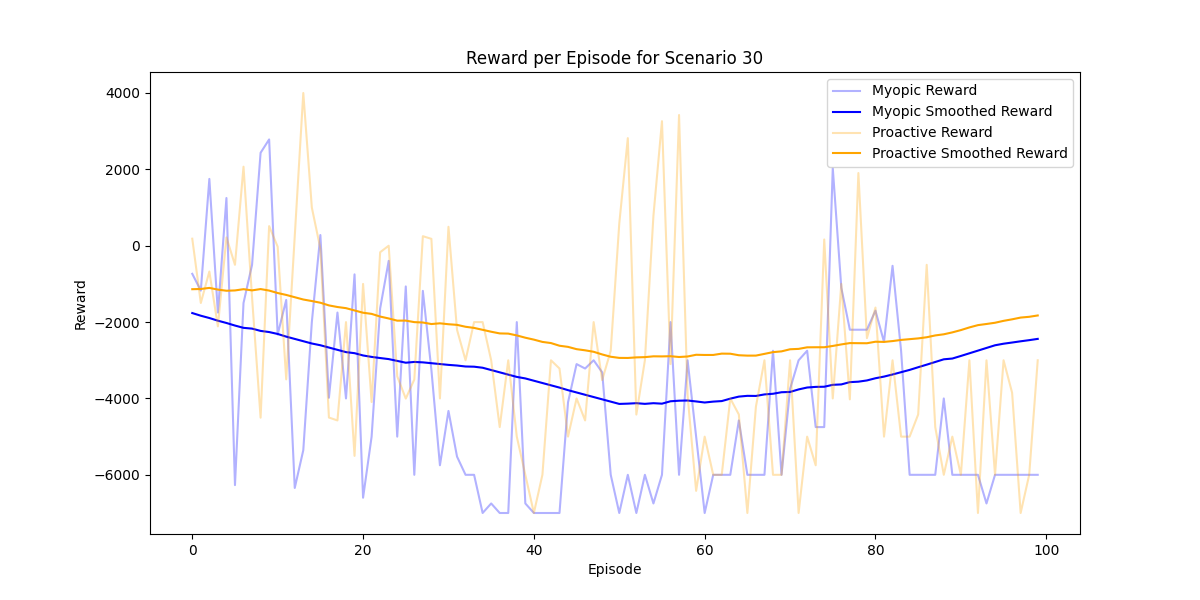 Reward per Episode for Scenario 30
Myopic Reward
Myopic Smoothed Reward
Proactive Reward
Proactive Smoothed Reward
Reward
4000
2000
0
−2000
−4000
−6000
0 20 40 60 80 100
Episode